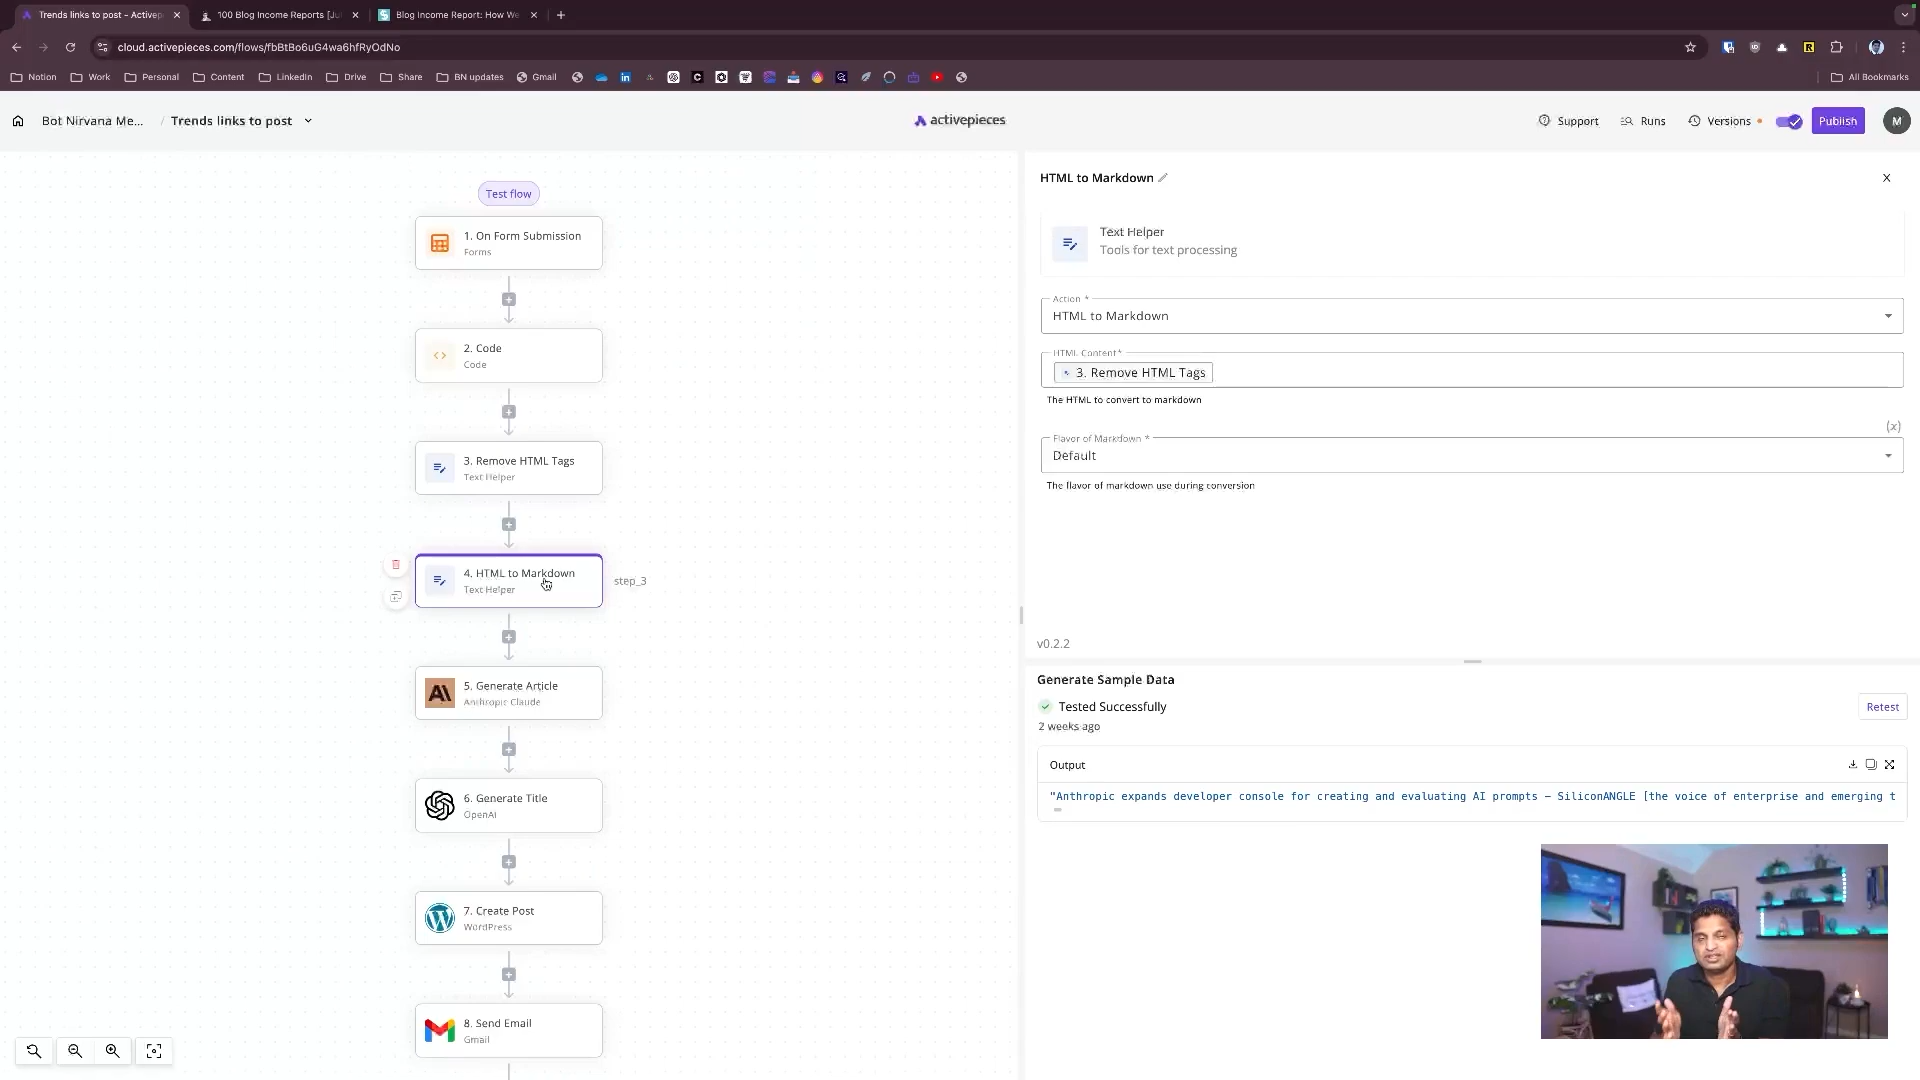 Trends links to post - Activep
100 Blog Income Reports [Ju
Blog Income Report: How We
cloud.activepieces.com/flows/fbBtBo6uG4wa6hfRyOdNo
Notion
Work
Personal
Content
Linkedin
Drive
Share
BN updates
Gmail
All Bookmarks
Bot Nirvana Me...
/
Trends links to post
activepieces
Support
Runs
Versions
Publish
M
Test flow
1. On Form Submission
Forms
2. Code
Code
3. Remove HTML Tags
Text Helper
4. HTML to Markdown
Text Helper
step_3
5. Generate Article
Anthropic Claude
6. Generate Title
OpenAI
7. Create Post
WordPress
8. Send Email
Gmail
HTML to Markdown
Text Helper
Tools for text processing
Action *
HTML to Markdown
HTML Content*
3. Remove HTML Tags
The HTML to convert to markdown
(x)
Flavor of Markdown *
Default
The flavor of markdown use during conversion
v0.2.2
Generate Sample Data
Tested Successfully
Retest
2 weeks ago
Output
"Anthropic expands developer console for creating and evaluating AI prompts – SiliconANGLE [the voice of enterprise and emerging t